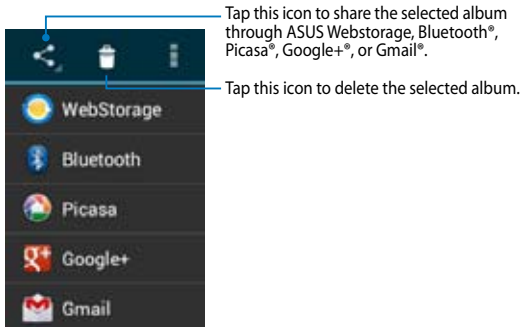 Tap this icon to share the selected album
through ASUS Webstorage, Bluetooth®,
Picasa®, Google+®, or Gmail®.
Tap this icon to delete the selected album.
WebStorage
Bluetooth
Picasa
Google+
Gmail